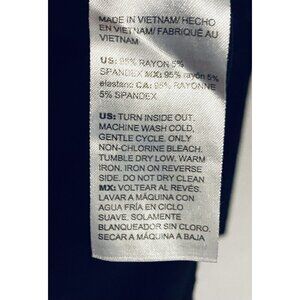 MADE IN VIETNAM/ HECHO
EN VIETNAM/ FABRIQUÉ AU
VIETNAM
US: 95% RAYON 5%
SPANDEX MX: 95% rayón 5%
elastano CA: 95% RAYONNE
5% SPANDEX
US: TURN INSIDE OUT.
MACHINE WASH COLD,
GENTLE CYCLE. ONLY
NON-CHLORINE BLEACH.
TUMBLE DRY LOW. WARM
IRON, IRON ON REVERSE
SIDE. DO NOT DRY CLEAN
MX: VOLTEAR AL REVÉS.
LAVAR A MÁQUINA CON
AGUA FRÍA EN CICLO
SUAVE. SOLAMENTE
BLANQUEADOR SIN CLORO.
SECAR A MÁQUINA A BAJA